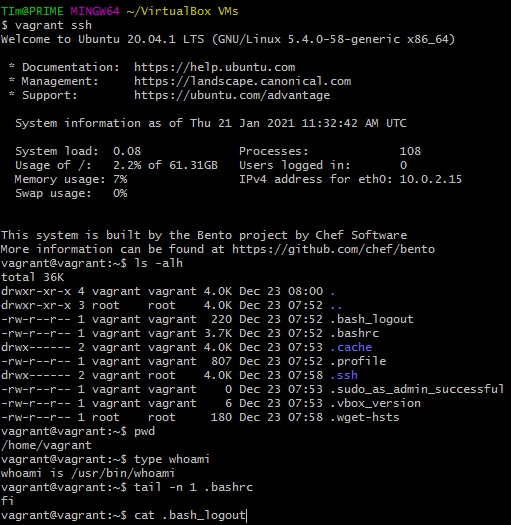 TIm@PRIME MINGW64 ~/VirtualBox VMs
$ vagrant ssh
Welcome to Ubuntu 20.04.1 LTS (GNU/Linux 5.4.0-58-generic x86_64)
* Documentation:  https://help.ubuntu.com
* Management:     https://landscape.canonical.com
* Support:        https://ubuntu.com/advantage
System information as of Thu 21 Jan 2021 11:32:42 AM UTC
System load:  0.08               Processes:             108
Usage of /:   2.2% of 61.31GB   Users logged in:       0
Memory usage: 7%                 IPv4 address for eth0: 10.0.2.15
Swap usage:   0%
This system is built by the Bento project by Chef Software
More information can be found at https://github.com/chef/bento
vagrant@vagrant:~$ ls -alh
total 36K
drwxr-xr-x 4 vagrant vagrant 4.0K Dec 23 08:00 .
drwxr-xr-x 3 root    root    4.0K Dec 23 07:52 ..
-rw-r--r-- 1 vagrant vagrant  220 Dec 23 07:52 .bash_logout
-rw-r--r-- 1 vagrant vagrant 3.7K Dec 23 07:52 .bashrc
drwx------ 2 vagrant vagrant 4.0K Dec 23 07:53 .cache
-rw-r--r-- 1 vagrant vagrant  807 Dec 23 07:52 .profile
drwx------ 2 vagrant root    4.0K Dec 23 07:58 .ssh
-rw-r--r-- 1 vagrant vagrant    0 Dec 23 07:53 .sudo_as_admin_successful
-rw-r--r-- 1 vagrant vagrant    6 Dec 23 07:53 .vbox_version
-rw-r--r-- 1 root    root     180 Dec 23 07:58 .wget-hsts
vagrant@vagrant:~$ pwd
/home/vagrant
vagrant@vagrant:~$ type whoami
whoami is /usr/bin/whoami
vagrant@vagrant:~$ tail -n 1 .bashrc
fi
vagrant@vagrant:~$ cat .bash_logout